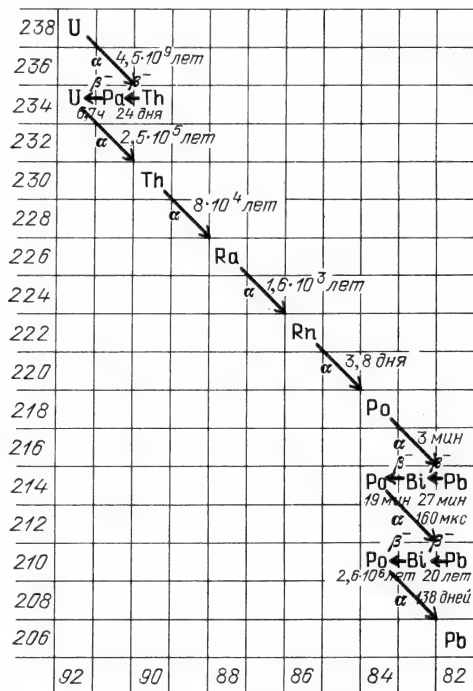 238 U
α 4,5·10⁹ лет
236
β⁻ β⁻
234 U Pa Th
6,7ч 24 дня
α 2,5·10⁵ лет
232
230 Th
α 8·10⁴ лет
228
226 Ra
α 1,6·10³ лет
224
222 Rn
α 3,8 дня
220
218 Po
α 3 мин
216
β⁻ β⁻
214 Po Bi Pb
19 мин 27 мин
α 160 мкс
212
β⁻ β⁻
210 Po Bi Pb
2,6·10⁶ лет 20 лет
α 138 дней
208
206 Pb
92 90 88 86 84 82